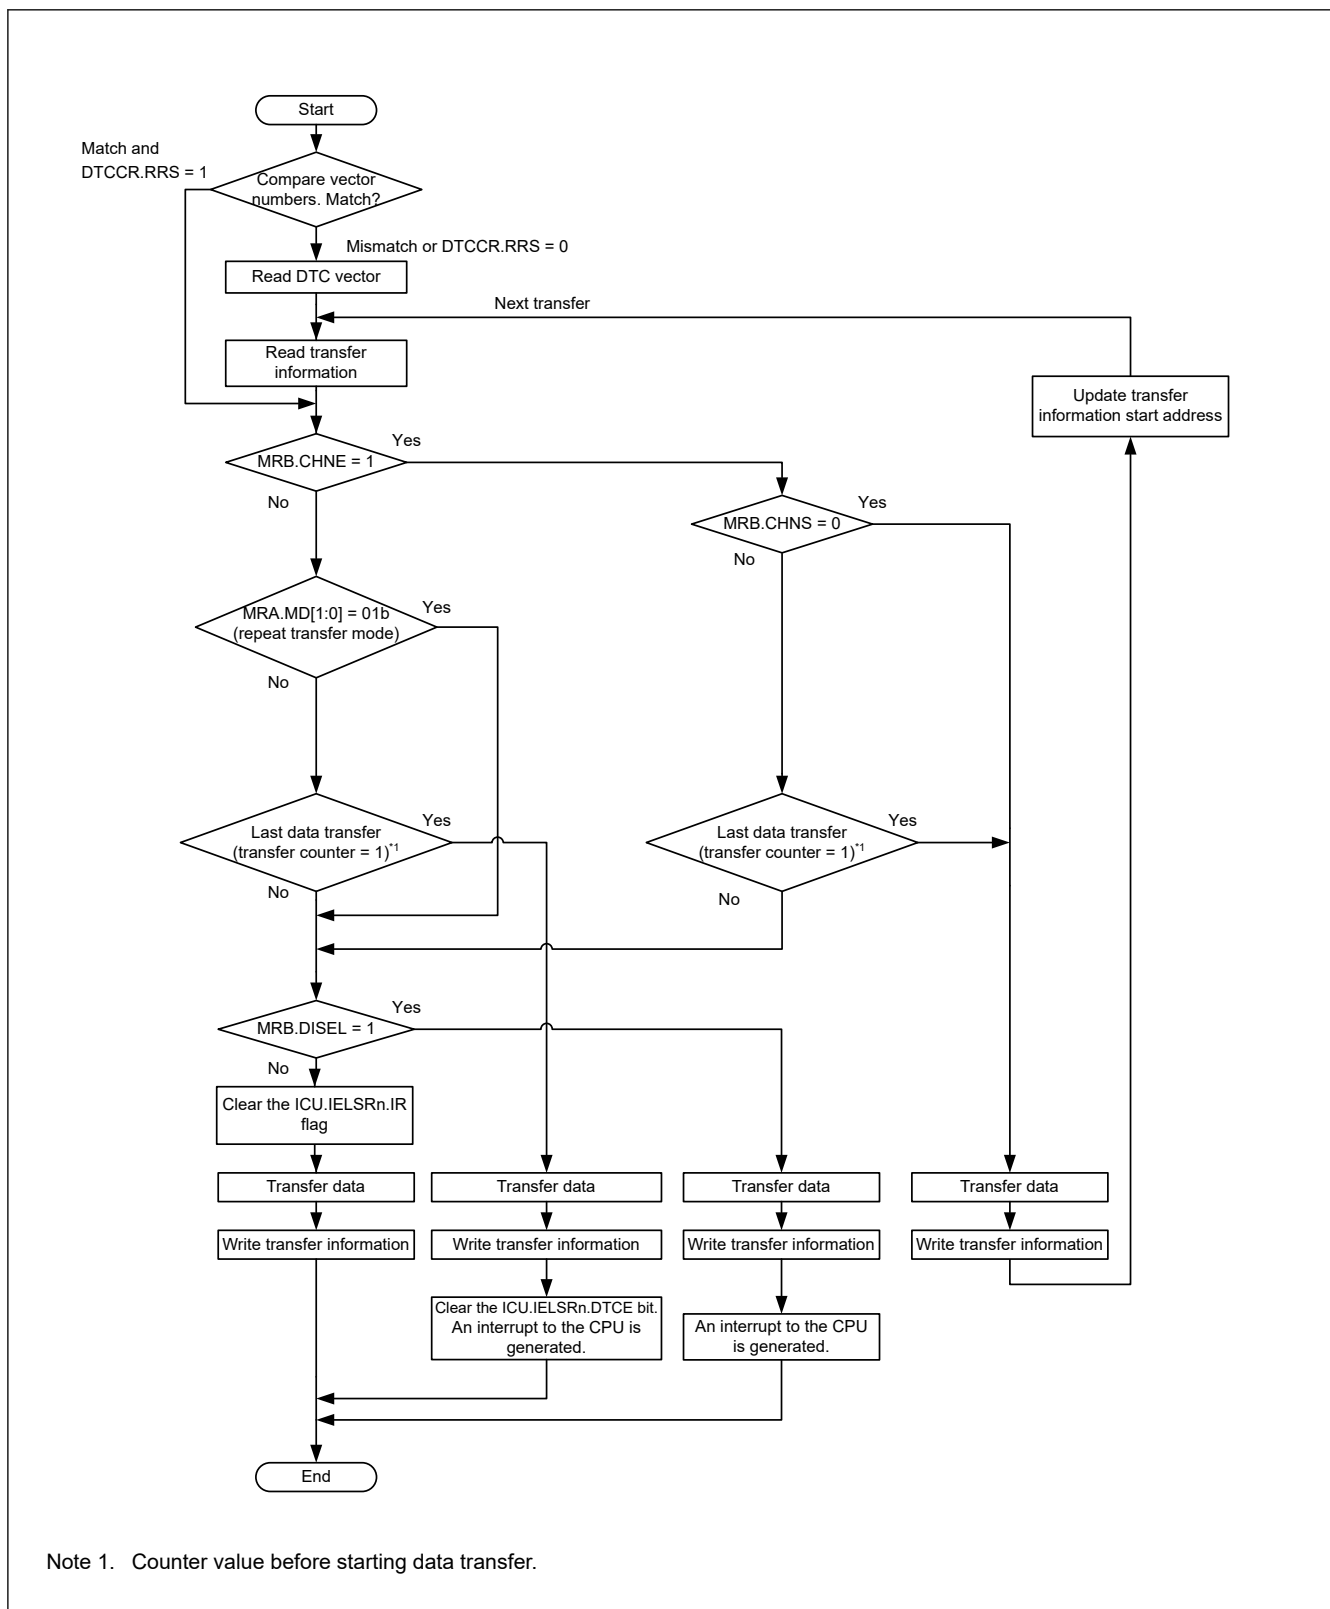 Start
Match and
DTCCR.RRS = 1
Compare vector
numbers. Match?
Mismatch or DTCCR.RRS = 0
Read DTC vector
Next transfer
Read transfer
information
Update transfer
information start address
Yes
MRB.CHNE = 1
No
Yes
MRB.CHNS = 0
No
MRA.MD[1:0] = 01b
(repeat transfer mode)
Yes
No
Last data transfer
(transfer counter = 1)*1
Yes
No
Last data transfer
(transfer counter = 1)*1
Yes
No
Yes
MRB.DISEL = 1
No
Clear the ICU.IELSRn.IR
flag
Transfer data
Transfer data
Transfer data
Transfer data
Write transfer information
Write transfer information
Write transfer information
Write transfer information
Clear the ICU.IELSRn.DTCE bit.
An interrupt to the CPU is
generated.
An interrupt to the CPU
is generated.
End
Note 1. Counter value before starting data transfer.